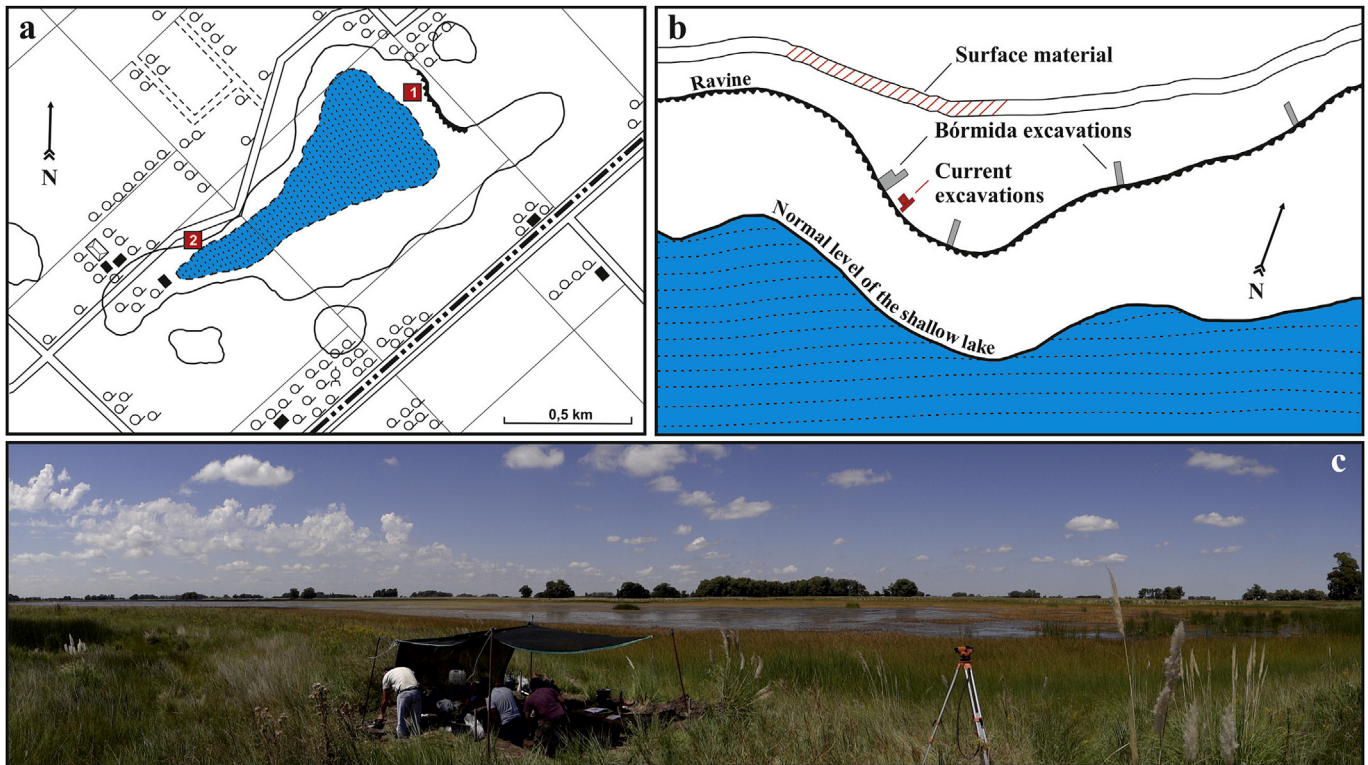 a
1
N
2
0,5 km
b
Surface material
Ravine
Bórmida excavations
Current
excavations
Normal level of the shallow lake
N
c